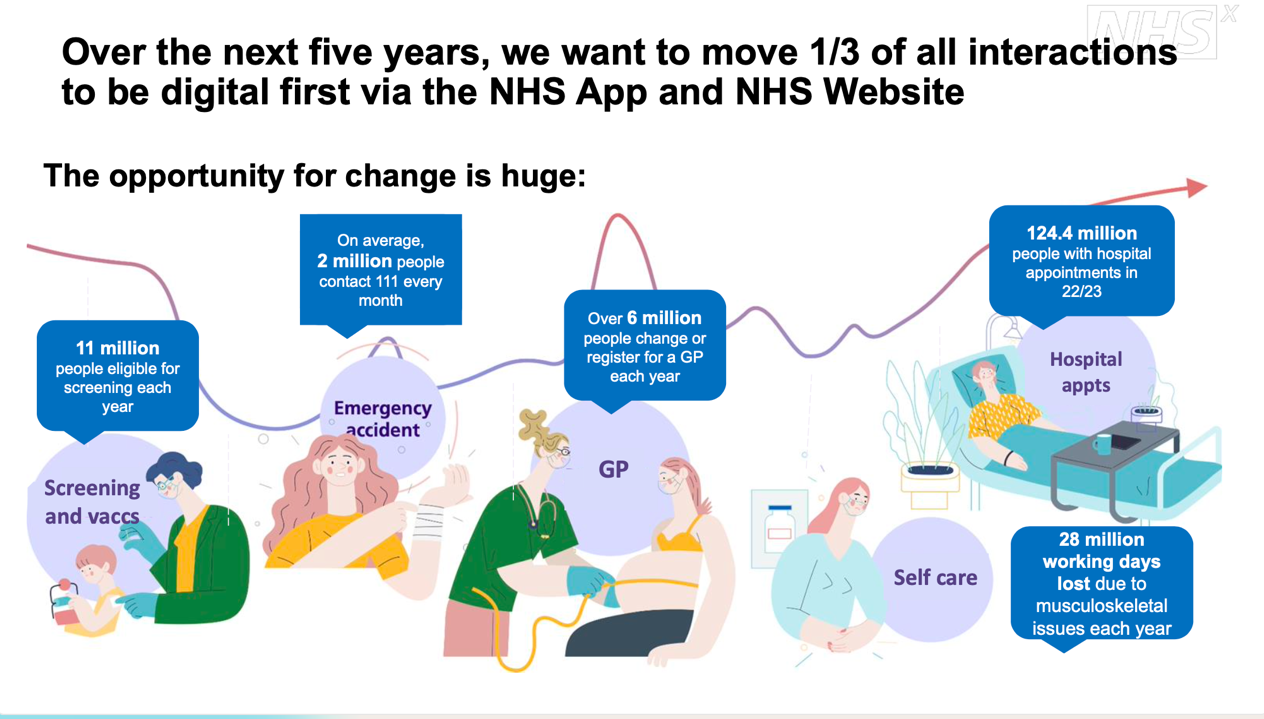 NHSX
Over the next five years, we want to move 1/3 of all interactions
to be digital first via the NHS App and NHS Website
The opportunity for change is huge:
11 million
people eligible for
screening each
year
Screening
and vaccs
On average,
2 million people
contact 111 every
month
Emergency
accident
Over 6 million
people change or
register for a GP
each year
GP
Self care
124.4 million
people with hospital
appointments in
22/23
Hospital
appts
28 million
working days
lost due to
musculoskeletal
issues each year